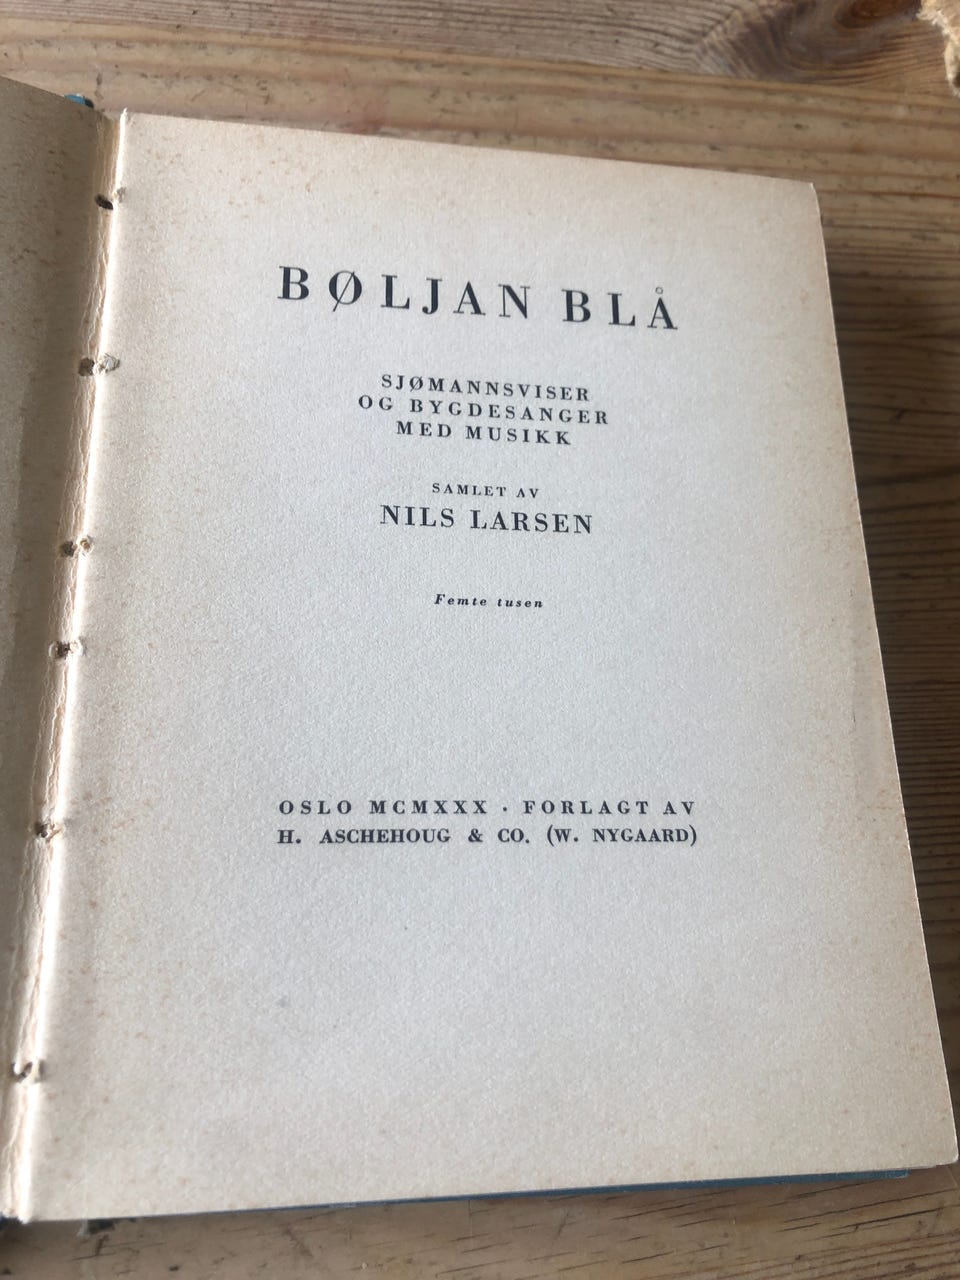 BØLJAN BLÅ
SJØMANNSVISER
OG BYGDESANGER
MED MUSIKK
SAMLET AV
NILS LARSEN
Femte tusen
OSLO MCMXXX · FORLAGT AV
H. ASCHEHOUG & CO. (W. NYGAARD)